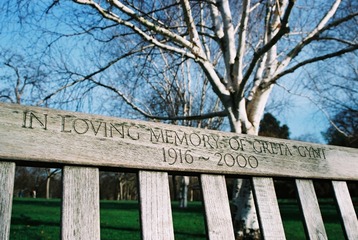 IN LOVING MEMORY OF GRETA GYNT
1916 ~ 2000